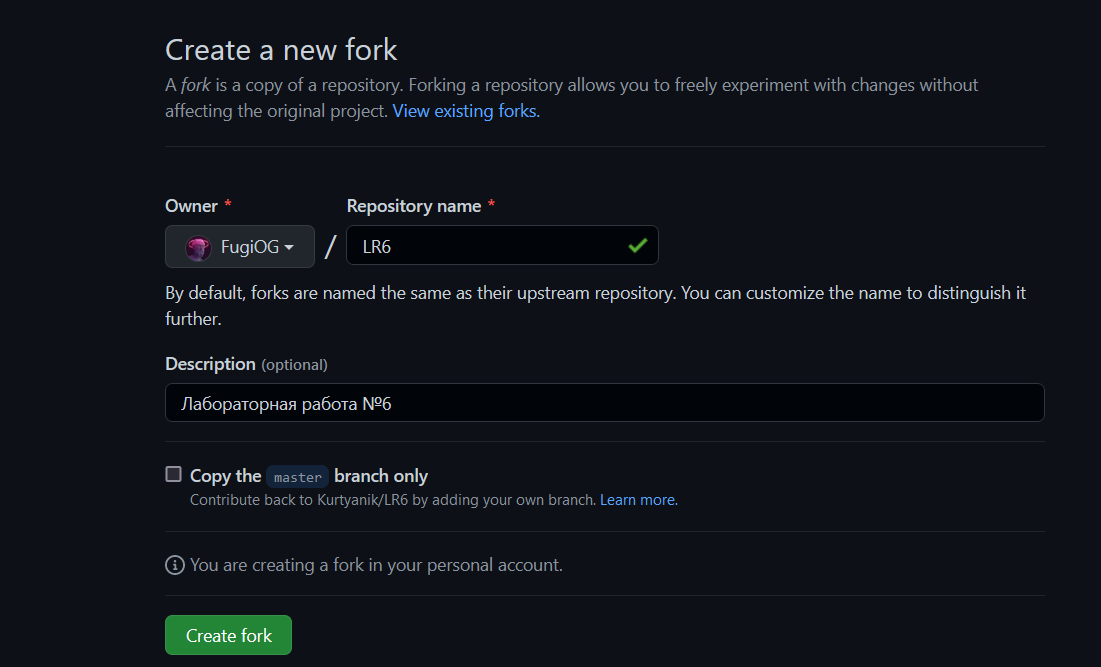 Create a new fork
A fork is a copy of a repository. Forking a repository allows you to freely experiment with changes without
affecting the original project. View existing forks.
Owner * Repository name *
FugiOG / LR6
By default, forks are named the same as their upstream repository. You can customize the name to distinguish it
further.
Description (optional)
Лабораторная работа №6
Copy the master branch only
Contribute back to Kurtyanik/LR6 by adding your own branch. Learn more.
You are creating a fork in your personal account.
Create fork